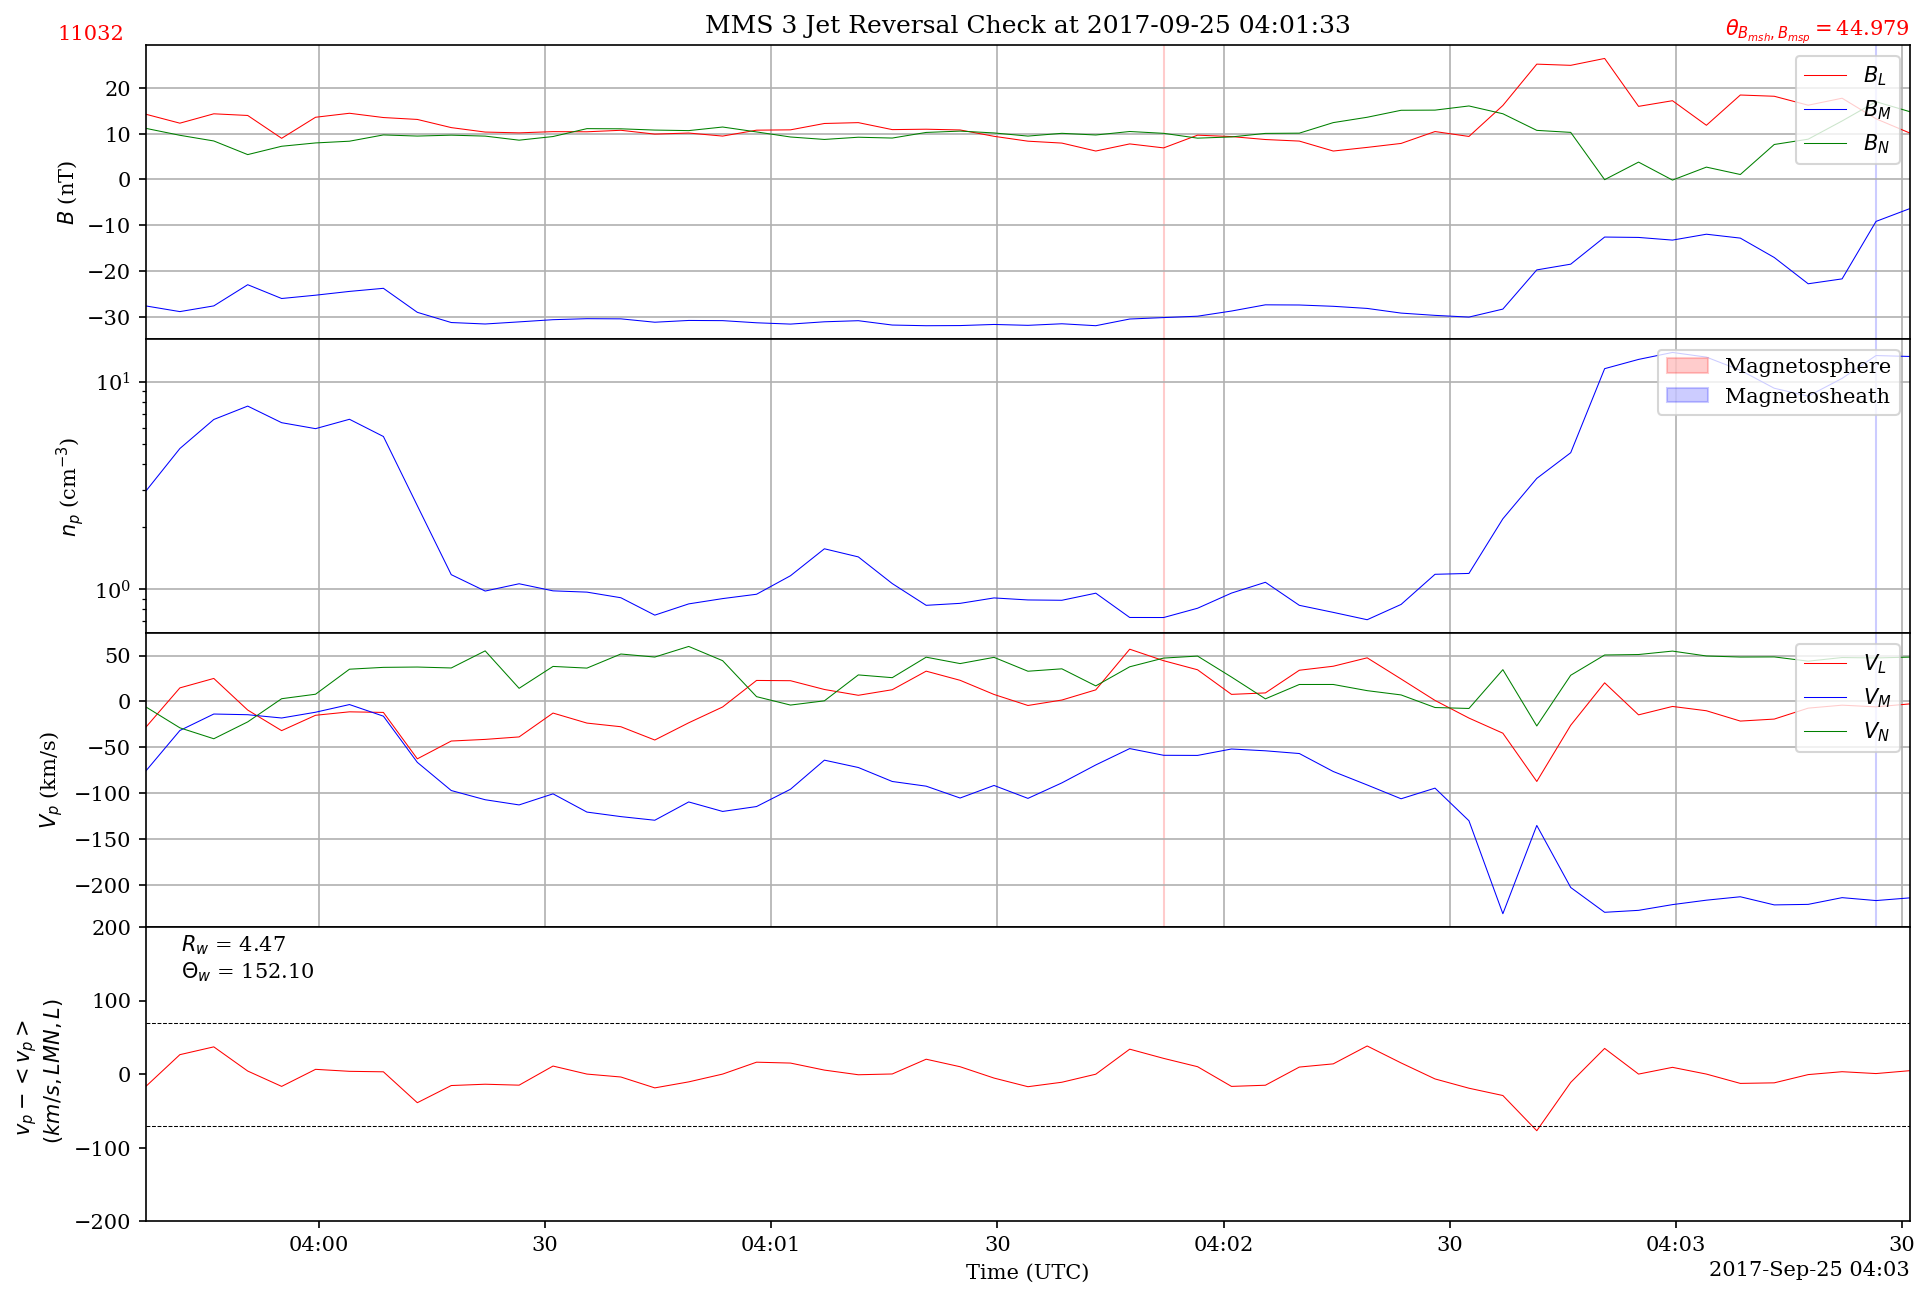 11032
MMS 3 Jet Reversal Check at 2017-09-25 04:01:33
θ_{B_{msh}, B_{msp}} = 44.979
B (nT)
20
10
0
−10
−20
−30
B_L
B_M
B_N
n_p (cm^{−3})
10^1
10^0
Magnetosphere
Magnetosheath
V_p (km/s)
50
0
−50
−100
−150
−200
V_L
V_M
V_N
v_p − < v_p >
(km/s, LMN, L)
200
100
0
−100
−200
R_w = 4.47
Θ_w = 152.10
04:00
30
04:01
30
04:02
30
04:03
30
Time (UTC)
2017-Sep-25 04:03